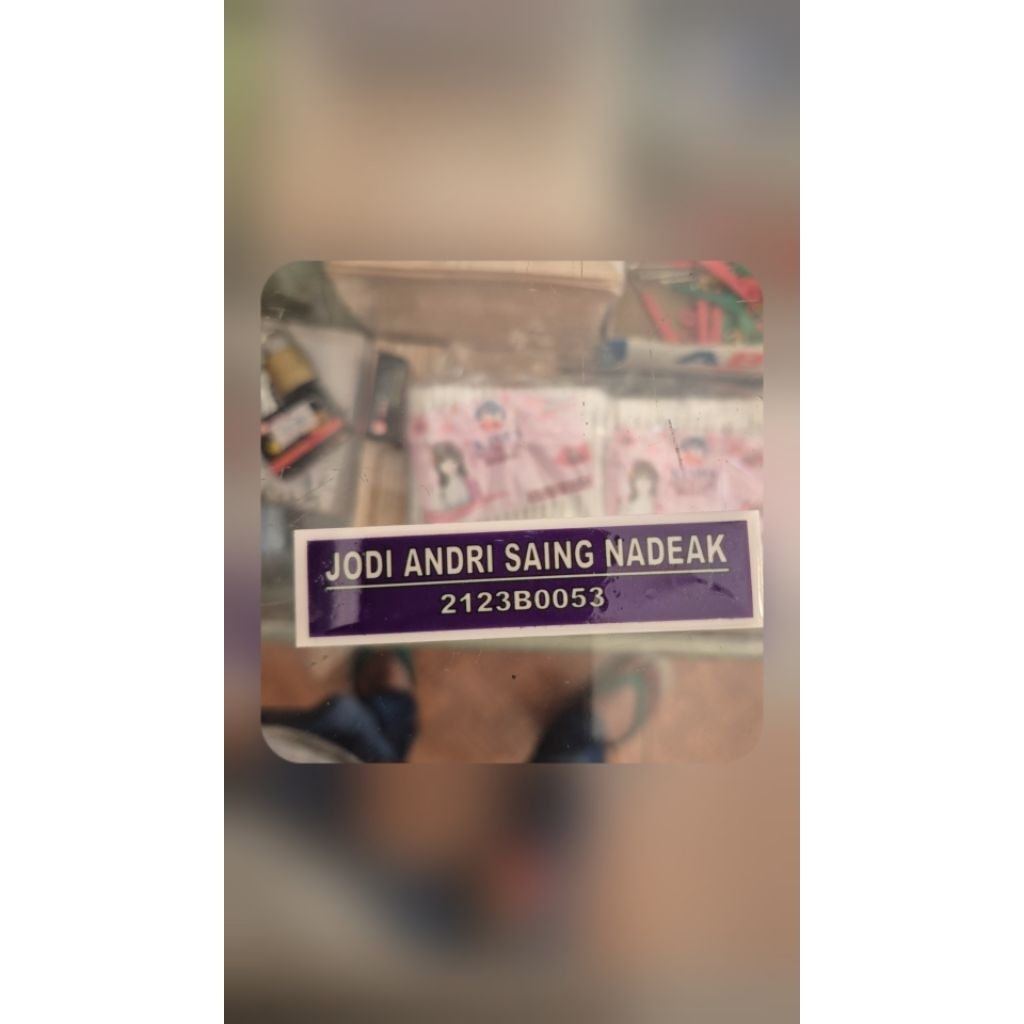 JODI ANDRI SAING NADEAK
2123B0053